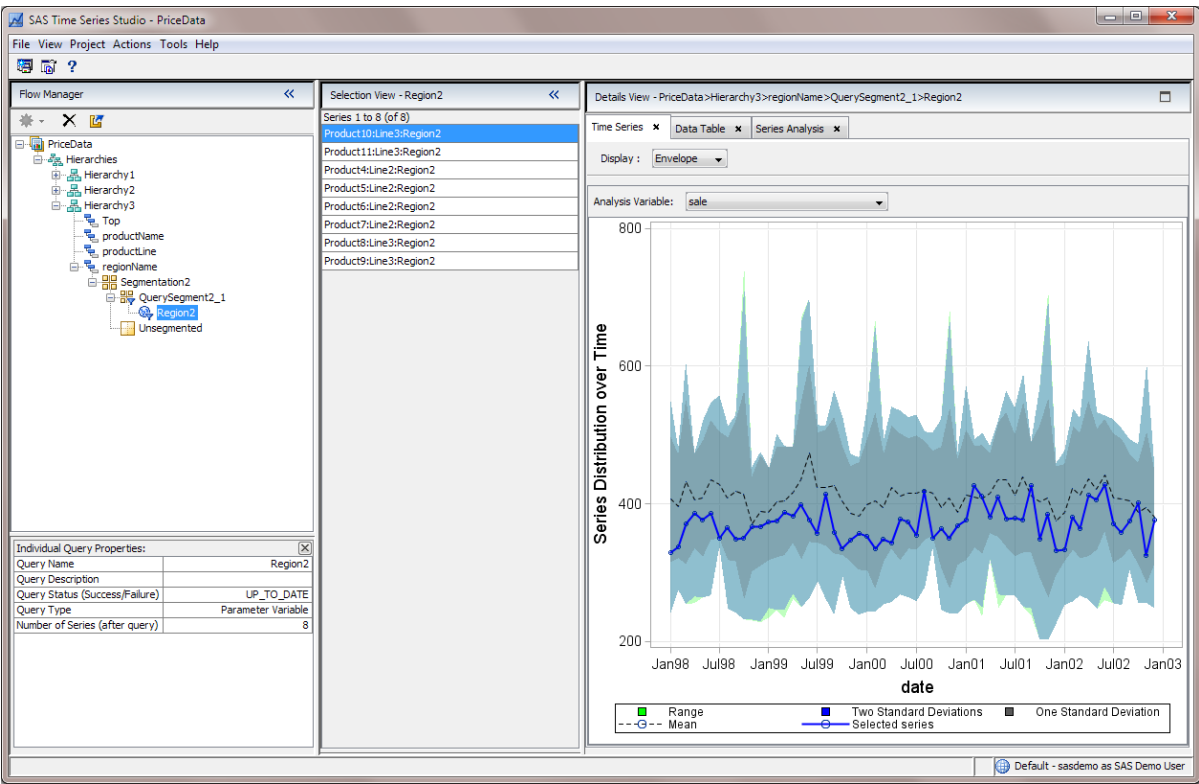 SAS Time Series Studio - PriceData
File View Project Actions Tools Help
?
Flow Manager
PriceData
Hierarchies
Hierarchy1
Hierarchy2
Hierarchy3
Top
productName
productLine
regionName
Segmentation2
QuerySegment2_1
Region2
Unsegmented
Individual Query Properties:
Query Name Region2
Query Description
Query Status (Success/Failure) UP_TO_DATE
Query Type Parameter Variable
Number of Series (after query) 8
Selection View - Region2
Series 1 to 8 (of 8)
Product10:Line3:Region2
Product11:Line3:Region2
Product4:Line2:Region2
Product5:Line2:Region2
Product6:Line2:Region2
Product7:Line2:Region2
Product8:Line3:Region2
Product9:Line3:Region2
Details View - PriceData>Hierarchy3>regionName>QuerySegment2_1>Region2
Time Series Data Table Series Analysis
Display : Envelope
Analysis Variable: sale
Series Distribution over Time
800
600
400
200
Jan98 Jul98 Jan99 Jul99 Jan00 Jul00 Jan01 Jul01 Jan02 Jul02 Jan03
date
Range Two Standard Deviations One Standard Deviation
Mean Selected series
Default - sasdemo as SAS Demo User